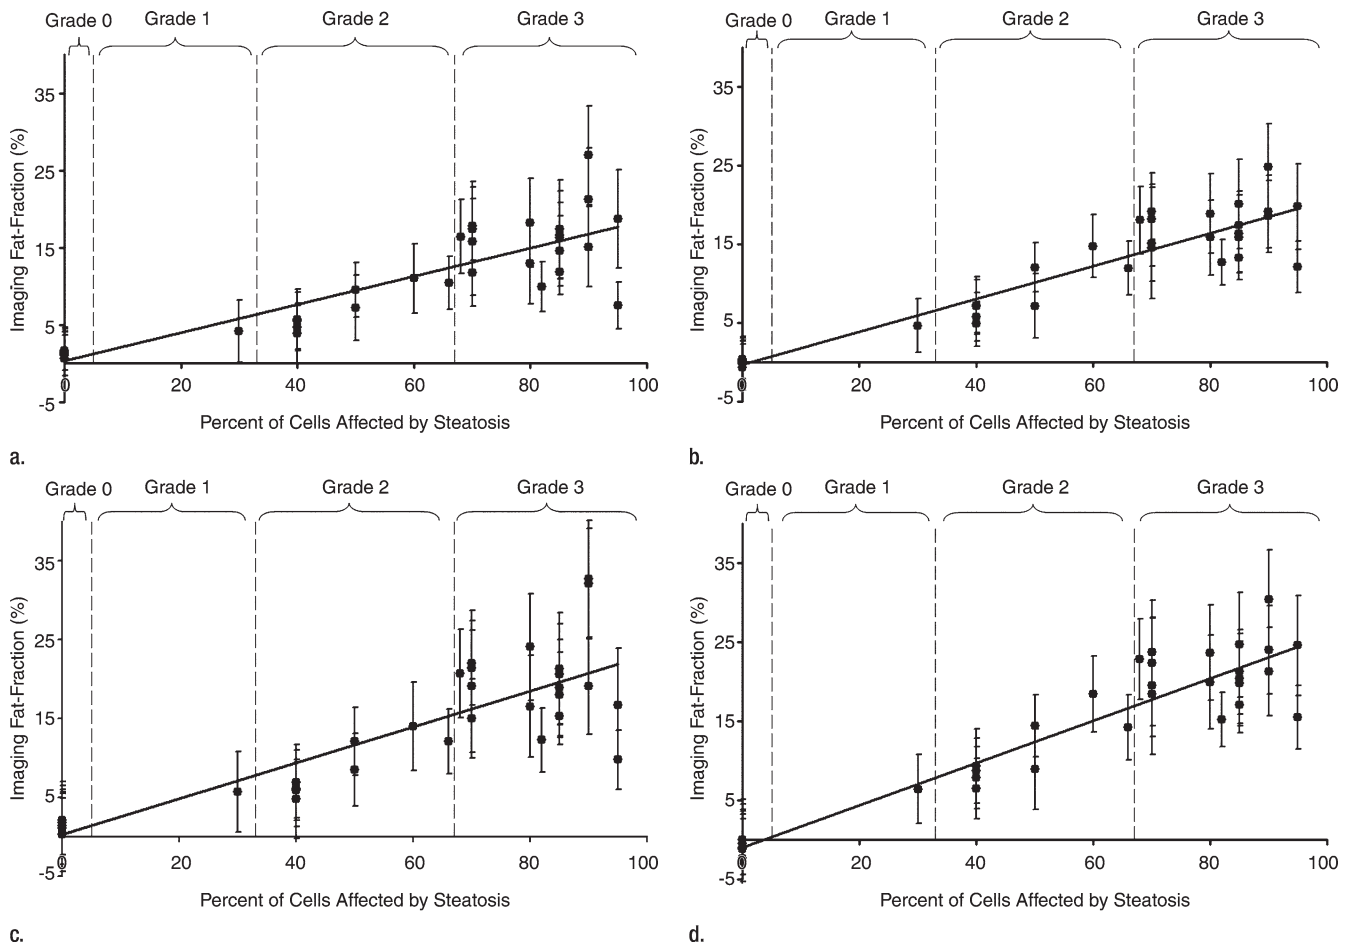 Grade 0 Grade 1 Grade 2 Grade 3
Imaging Fat-Fraction (%)
35
25
15
5
-5
0 20 40 60 80 100
Percent of Cells Affected by Steatosis
a.
Grade 0 Grade 1 Grade 2 Grade 3
Imaging Fat-Fraction (%)
35
25
15
5
-5
0 20 40 60 80 100
Percent of Cells Affected by Steatosis
b.
Grade 0 Grade 1 Grade 2 Grade 3
Imaging Fat-Fraction (%)
35
25
15
5
-5
0 20 40 60 80 100
Percent of Cells Affected by Steatosis
c.
Grade 0 Grade 1 Grade 2 Grade 3
Imaging Fat-Fraction (%)
35
25
15
5
-5
0 20 40 60 80 100
Percent of Cells Affected by Steatosis
d.